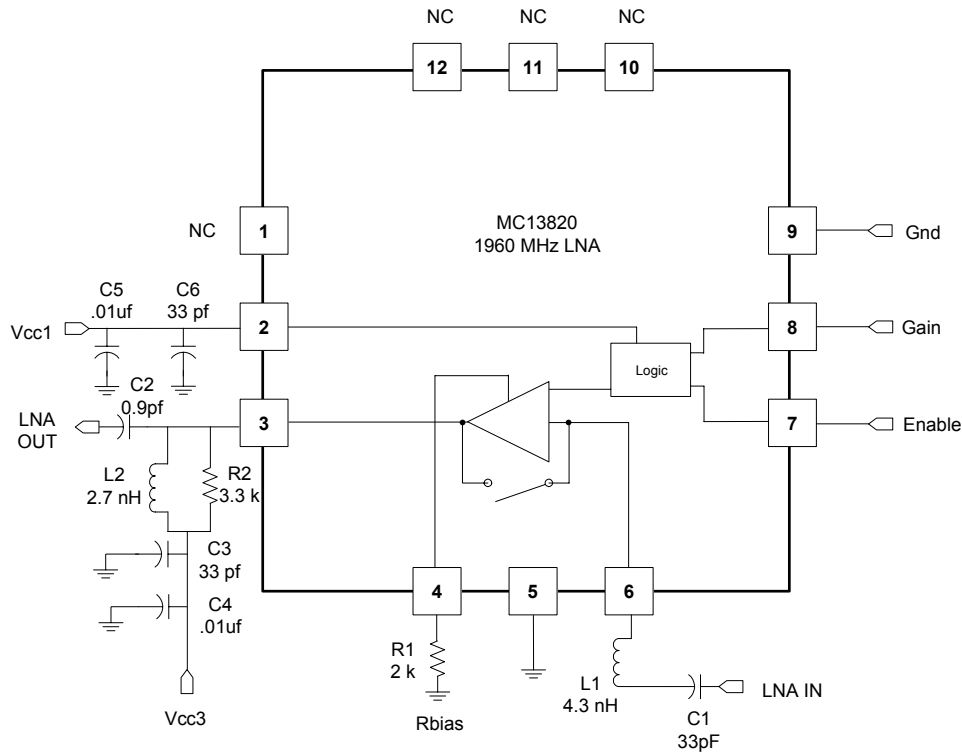 NC
NC
NC
12
11
10
MC13820
1960 MHz LNA
NC
1
9
Gnd
C5
.01uf
C6
33 pf
Vcc1
2
8
Gain
Logic
C2
0.9pf
LNA
OUT
3
7
Enable
L2
2.7 nH
R2
3.3 k
C3
33 pf
C4
.01uf
Vcc3
4
5
6
R1
2 k
Rbias
L1
4.3 nH
C1
33pF
LNA IN